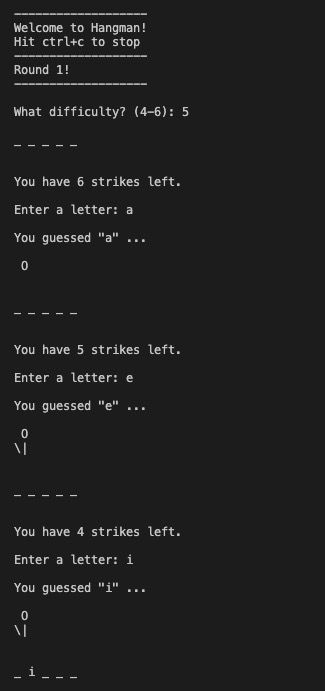 -------------------
Welcome to Hangman!
Hit ctrl+c to stop
-------------------
Round 1!
-------------------
What difficulty? (4-6): 5
_ _ _ _ _
You have 6 strikes left.
Enter a letter: a
You guessed "a" ...
 O
_ _ _ _ _
You have 5 strikes left.
Enter a letter: e
You guessed "e" ...
 O
\|
_ _ _ _ _
You have 4 strikes left.
Enter a letter: i
You guessed "i" ...
 O
\|
_ i _ _ _